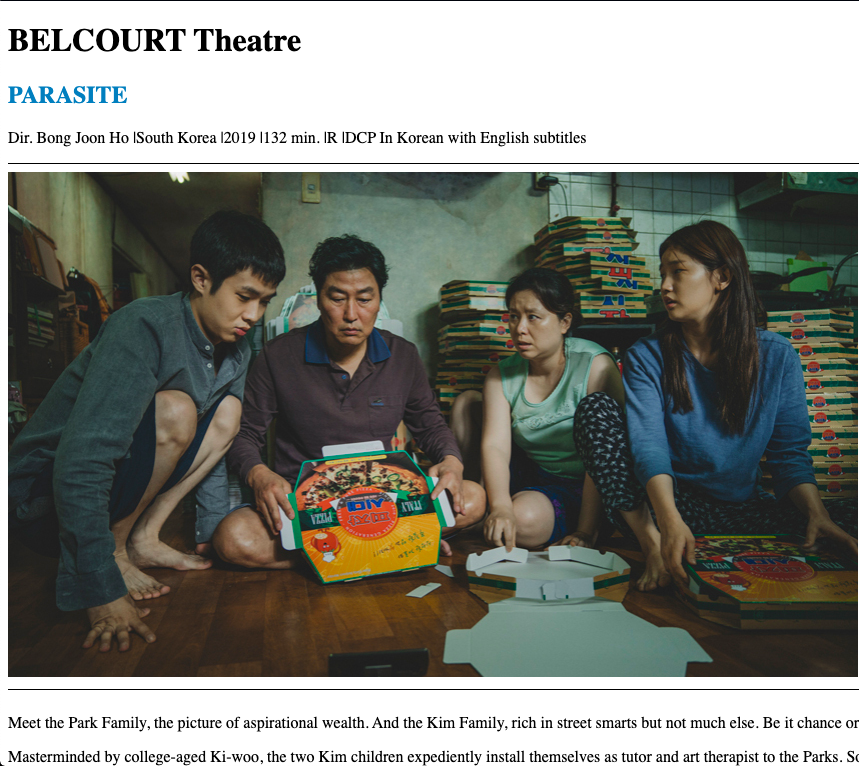 BELCOURT Theatre
PARASITE
Dir. Bong Joon Ho |South Korea |2019 |132 min. |R |DCP In Korean with English subtitles
PIZZA
ITALY
PIZZA
Meet the Park Family, the picture of aspirational wealth. And the Kim Family, rich in street smarts but not much else. Be it chance or
Masterminded by college-aged Ki-woo, the two Kim children expediently install themselves as tutor and art therapist to the Parks. So